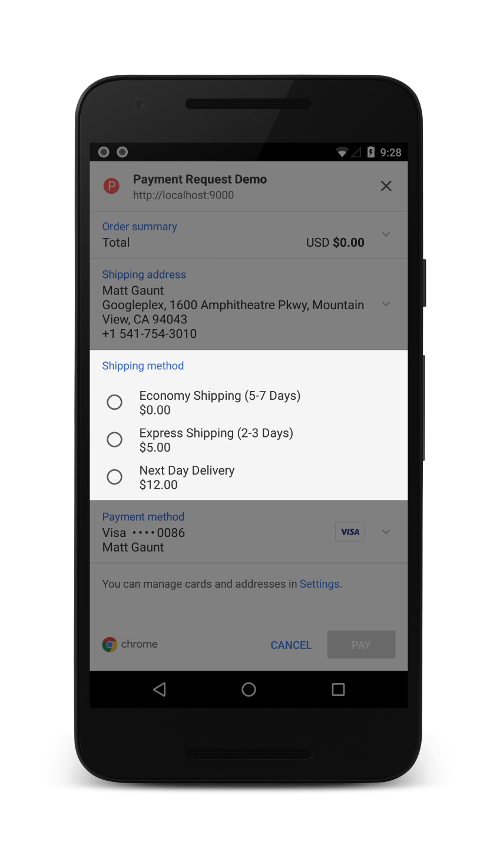 9:28
P
Payment Request Demo
http://localhost:9000
Order summary
Total USD $0.00
Shipping address
Matt Gaunt
Googleplex, 1600 Amphitheatre Pkwy, Mountain
View, CA 94043
+1 541-754-3010
Shipping method
Economy Shipping (5-7 Days)
$0.00
Express Shipping (2-3 Days)
$5.00
Next Day Delivery
$12.00
Payment method
Visa ••••0086 VISA
Matt Gaunt
You can manage cards and addresses in Settings.
chrome CANCEL PAY